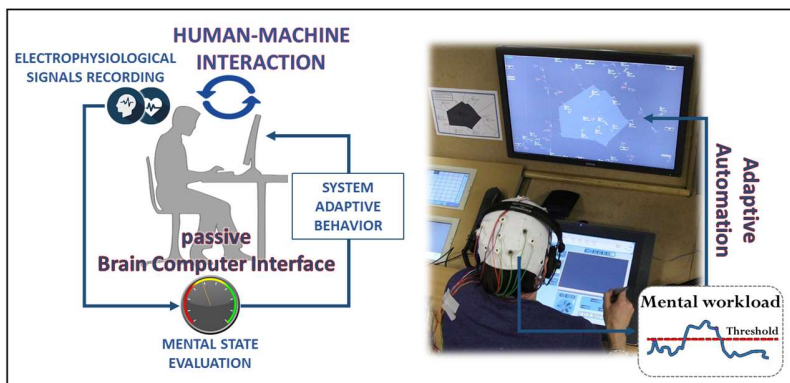 HUMAN-MACHINE
INTERACTION
ELECTROPHYSIOLOGICAL
SIGNALS RECORDING
SYSTEM
ADAPTIVE
BEHAVIOR
passive
Brain Computer Interface
MENTAL STATE
EVALUATION
Adaptive
Automation
Mental workload
Threshold